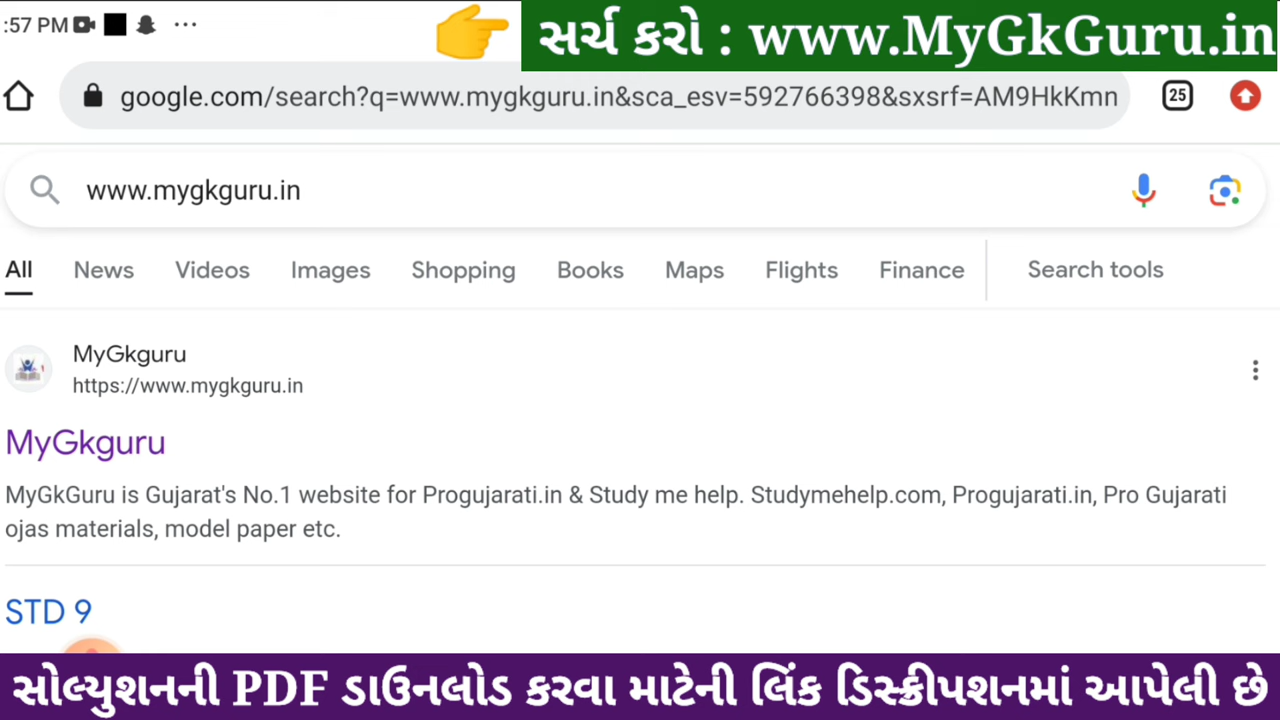 :57 PM
સર્ચ કરો : www.MyGkGuru.in
google.com/search?q=www.mygkguru.in&sca_esv=592766398&sxsrf=AM9HkKmn
25
www.mygkguru.in
All News Videos Images Shopping Books Maps Flights Finance Search tools
MyGkguru
https://www.mygkguru.in
MyGkguru
MyGkGuru is Gujarat's No.1 website for Progujarati.in & Study me help. Studymehelp.com, Progujarati.in, Pro Gujarati
ojas materials, model paper etc.
STD 9
સોલ્યુશનની PDF ડાઉનલોડ કરવા માટેની લિંક ડિસ્ક્રીપશનમાં આપેલી છે